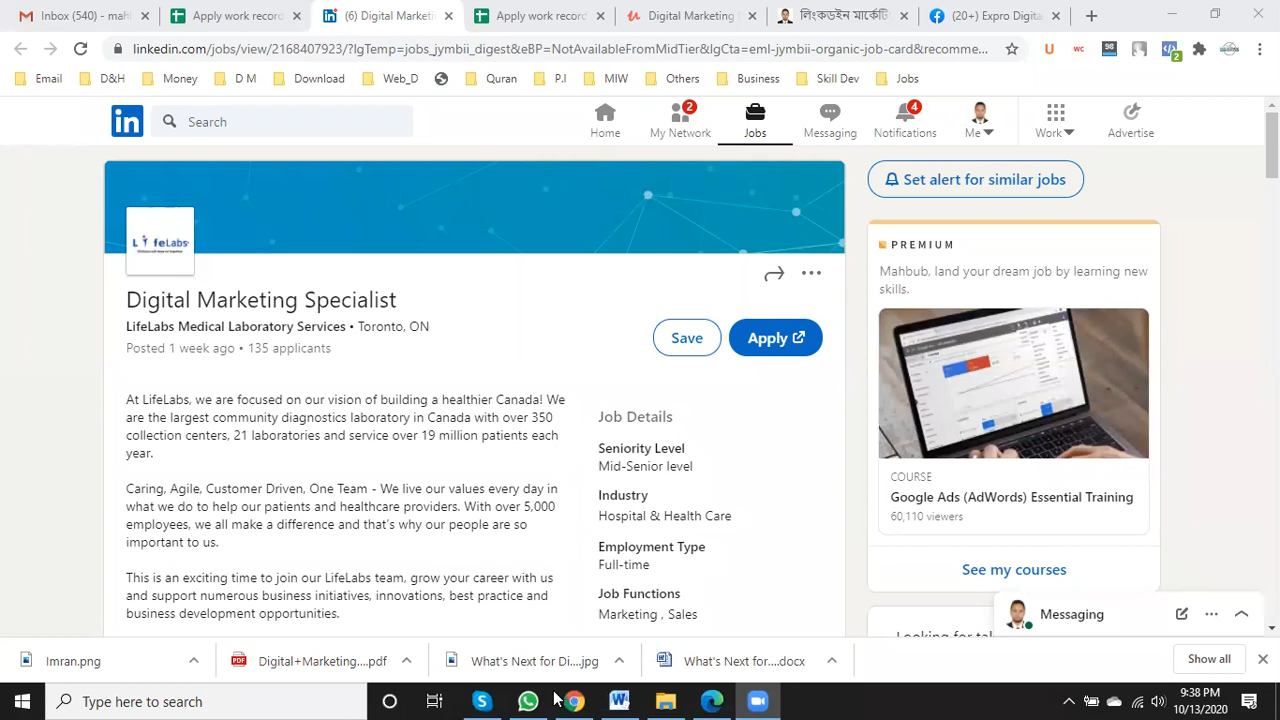 Inbox (540) - mah
Apply work record
(6) Digital Marketi
Apply work record
Digital Marketing
লিংকডইন মার্কেটি
(20+) Expro Digita
linkedin.com/jobs/view/2168407923/?lgTemp=jobs_jymbii_digest&eBP=NotAvailableFromMidTier&lgCta=eml-jymbii-organic-job-card&recomme...
Email
D&H
Money
D M
Download
Web_D
Quran
P.I
MIW
Others
Business
Skill Dev
Jobs
in
Search
Home
2
My Network
Jobs
Messaging
4
Notifications
Me
Work
Advertise
LifeLabs
Digital Marketing Specialist
LifeLabs Medical Laboratory Services • Toronto, ON
Posted 1 week ago • 135 applicants
Save
Apply
At LifeLabs, we are focused on our vision of building a healthier Canada! We
are the largest community diagnostics laboratory in Canada with over 350
collection centers, 21 laboratories and service over 19 million patients each
year.
Caring, Agile, Customer Driven, One Team - We live our values every day in
what we do to help our patients and healthcare providers. With over 5,000
employees, we all make a difference and that's why our people are so
important to us.
This is an exciting time to join our LifeLabs team, grow your career with us
and support numerous business initiatives, innovations, best practice and
business development opportunities.
Job Details
Seniority Level
Mid-Senior level
Industry
Hospital & Health Care
Employment Type
Full-time
Job Functions
Marketing , Sales
Set alert for similar jobs
PREMIUM
Mahbub, land your dream job by learning new
skills.
COURSE
Google Ads (AdWords) Essential Training
60,110 viewers
See my courses
Messaging
Imran.png
Digital+Marketing....pdf
What's Next for Di....jpg
What's Next for....docx
Show all
Type here to search
9:38 PM
10/13/2020